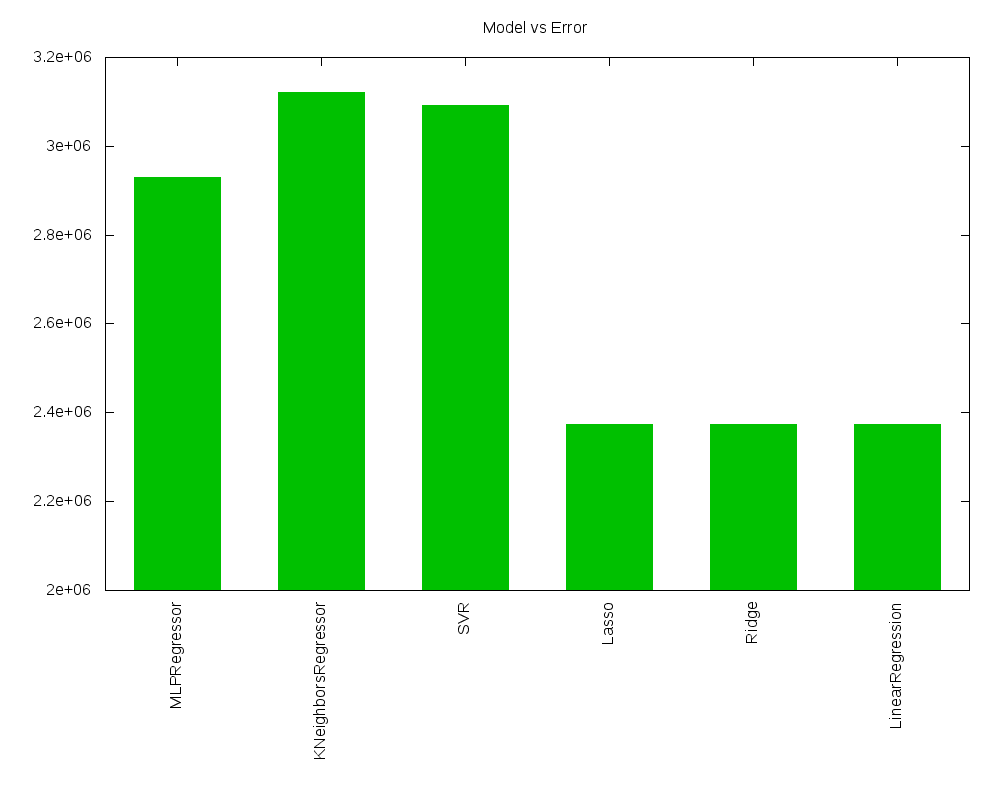 Model vs Error
3.2e+06
3e+06
2.8e+06
2.6e+06
2.4e+06
2.2e+06
2e+06
MLPRegressor
KNeighborsRegressor
SVR
Lasso
Ridge
LinearRegression